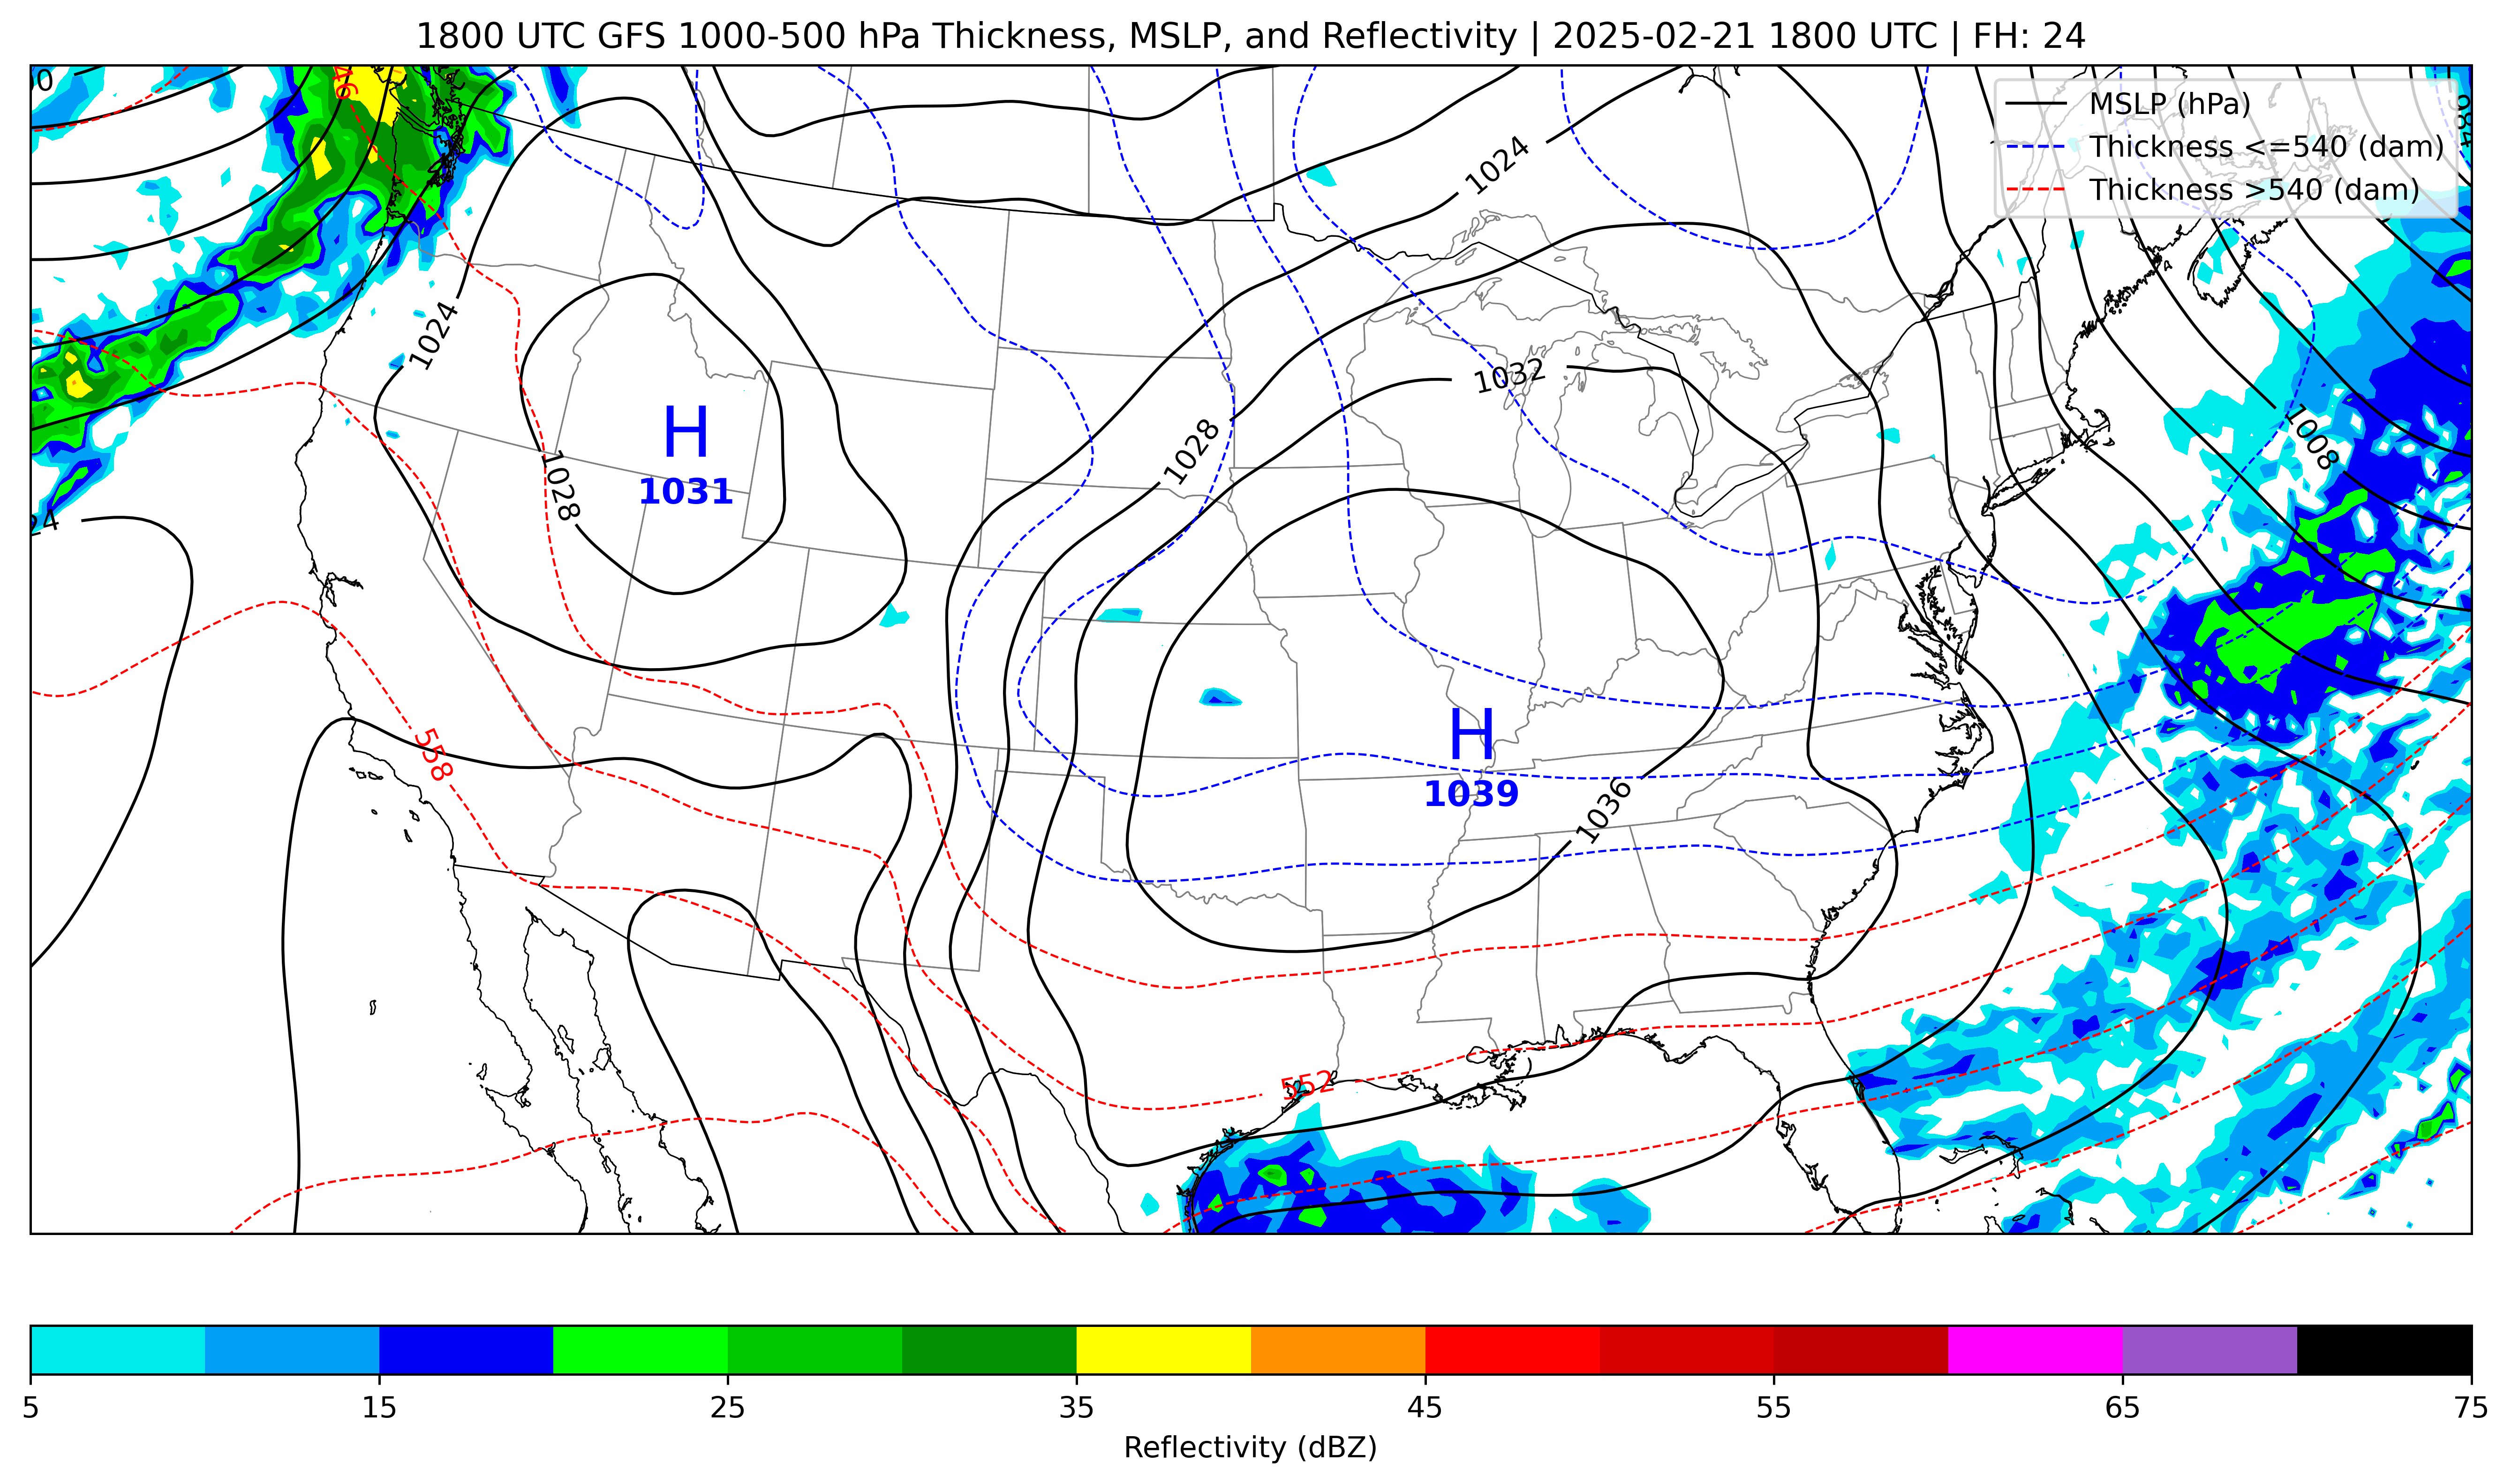 1800 UTC GFS 1000-500 hPa Thickness, MSLP, and Reflectivity | 2025-02-21 1800 UTC | FH: 24
MSLP (hPa)
Thickness <=540 (dam)
Thickness >540 (dam)
1024
1024
1032
1028
1008
H
1031
1028
558
H
1039
1036
552
5 15 25 35 45 55 65 75
Reflectivity (dBZ)